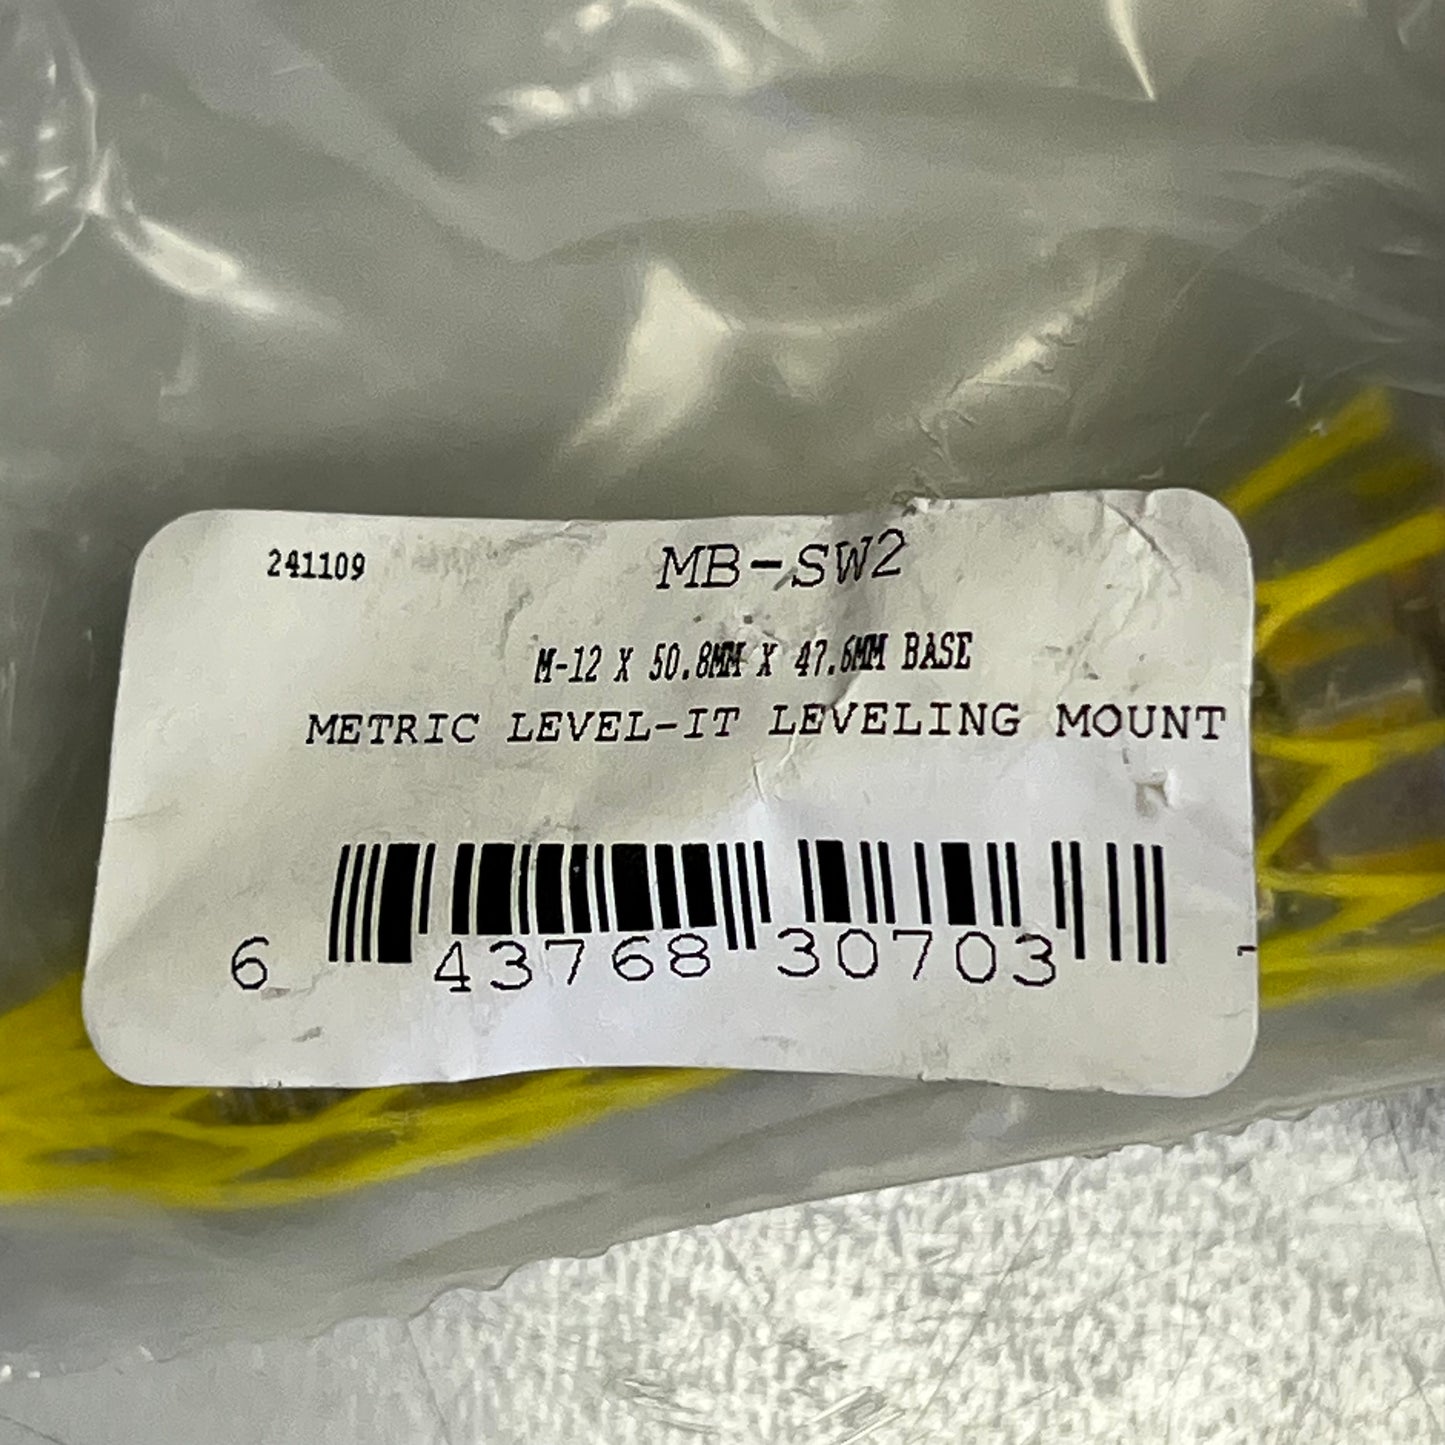 241109
MB-SW2
M-12 X 50.8MM X 47.6MM BASE
METRIC LEVEL-IT LEVELING MOUNT
6 43768 30703